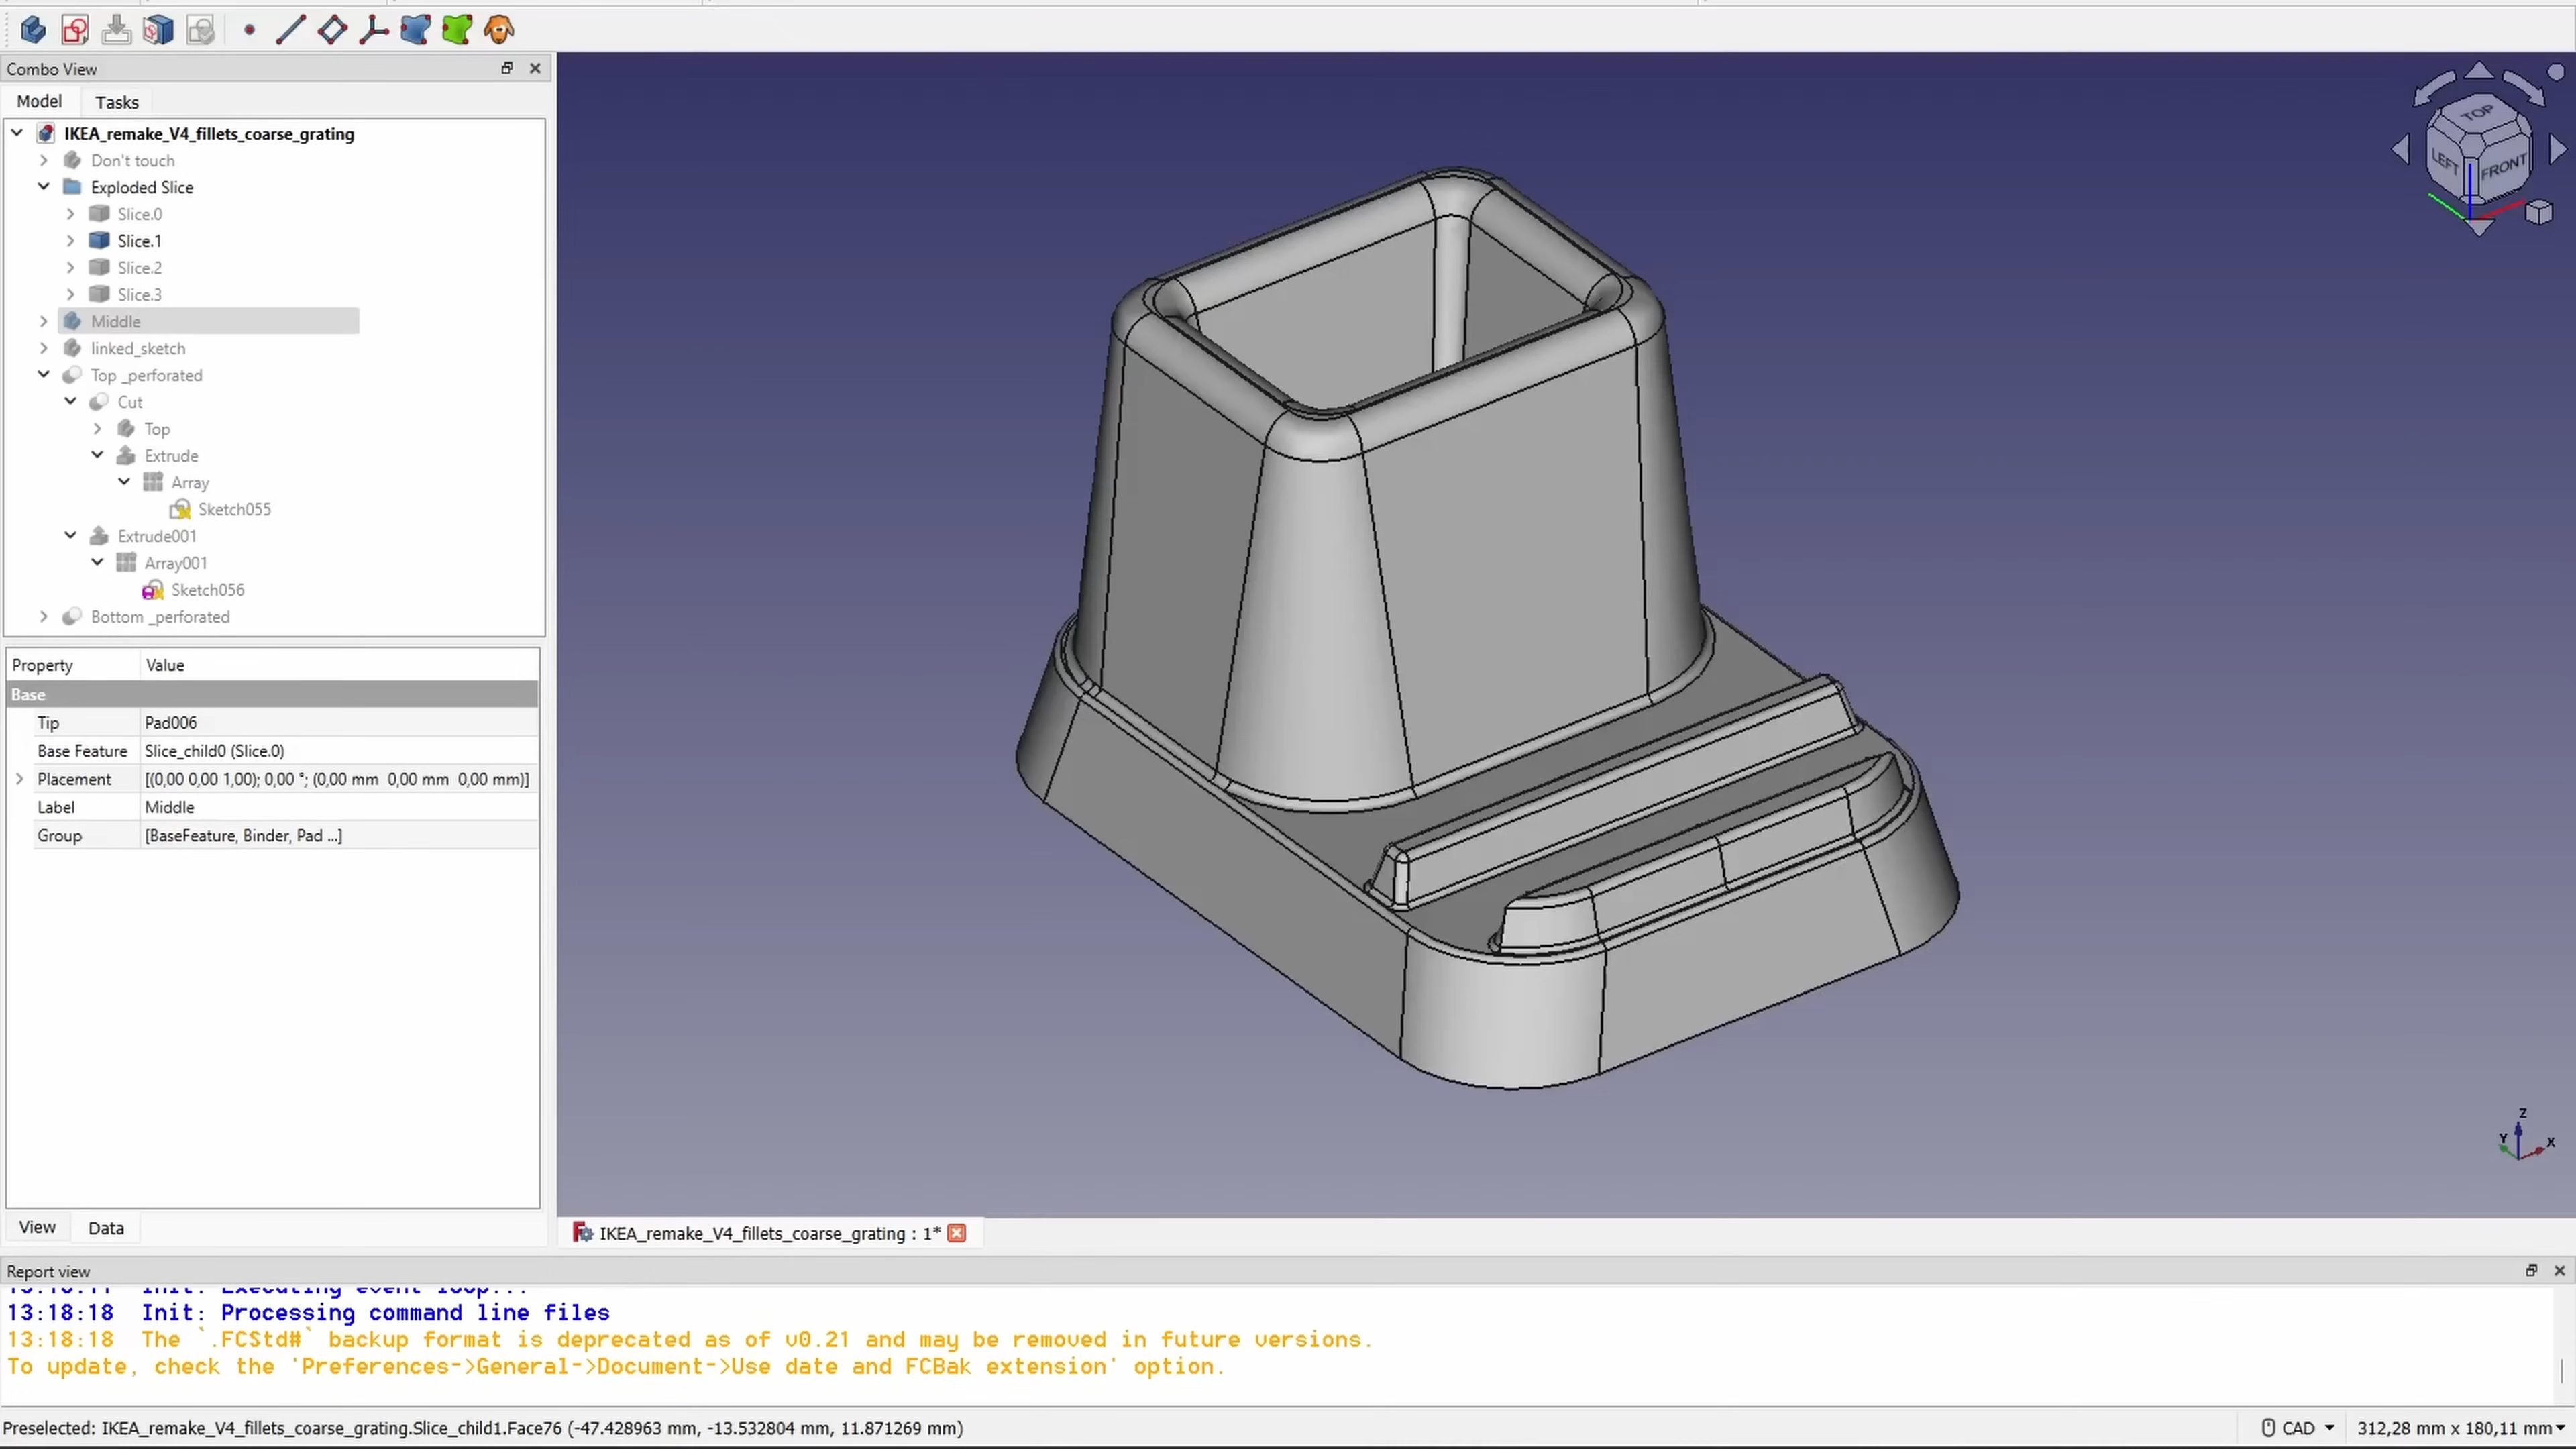 Combo View
Model Tasks
IKEA_remake_V4_fillets_coarse_grating
Don't touch
Exploded Slice
Slice.0
Slice.1
Slice.2
Slice.3
Middle
linked_sketch
Top _perforated
Cut
Top
Extrude
Array
Sketch055
Extrude001
Array001
Sketch056
Bottom _perforated
Property Value
Base
Tip Pad006
Base Feature Slice_child0 (Slice.0)
Placement [(0,00 0,00 1,00); 0,00 °; (0,00 mm 0,00 mm 0,00 mm)]
Label Middle
Group [BaseFeature, Binder, Pad ...]
View Data
TOP
LEFT FRONT
Z
Y X
IKEA_remake_V4_fillets_coarse_grating : 1*
Report view
13:18:17 Init: Executing event loop...
13:18:18 Init: Processing command line files
13:18:18 The `.FCStd#` backup format is deprecated as of v0.21 and may be removed in future versions.
To update, check the 'Preferences->General->Document->Use date and FCBak extension' option.
Preselected: IKEA_remake_V4_fillets_coarse_grating.Slice_child1.Face76 (-47.428963 mm, -13.532804 mm, 11.871269 mm)
CAD 312,28 mm x 180,11 mm